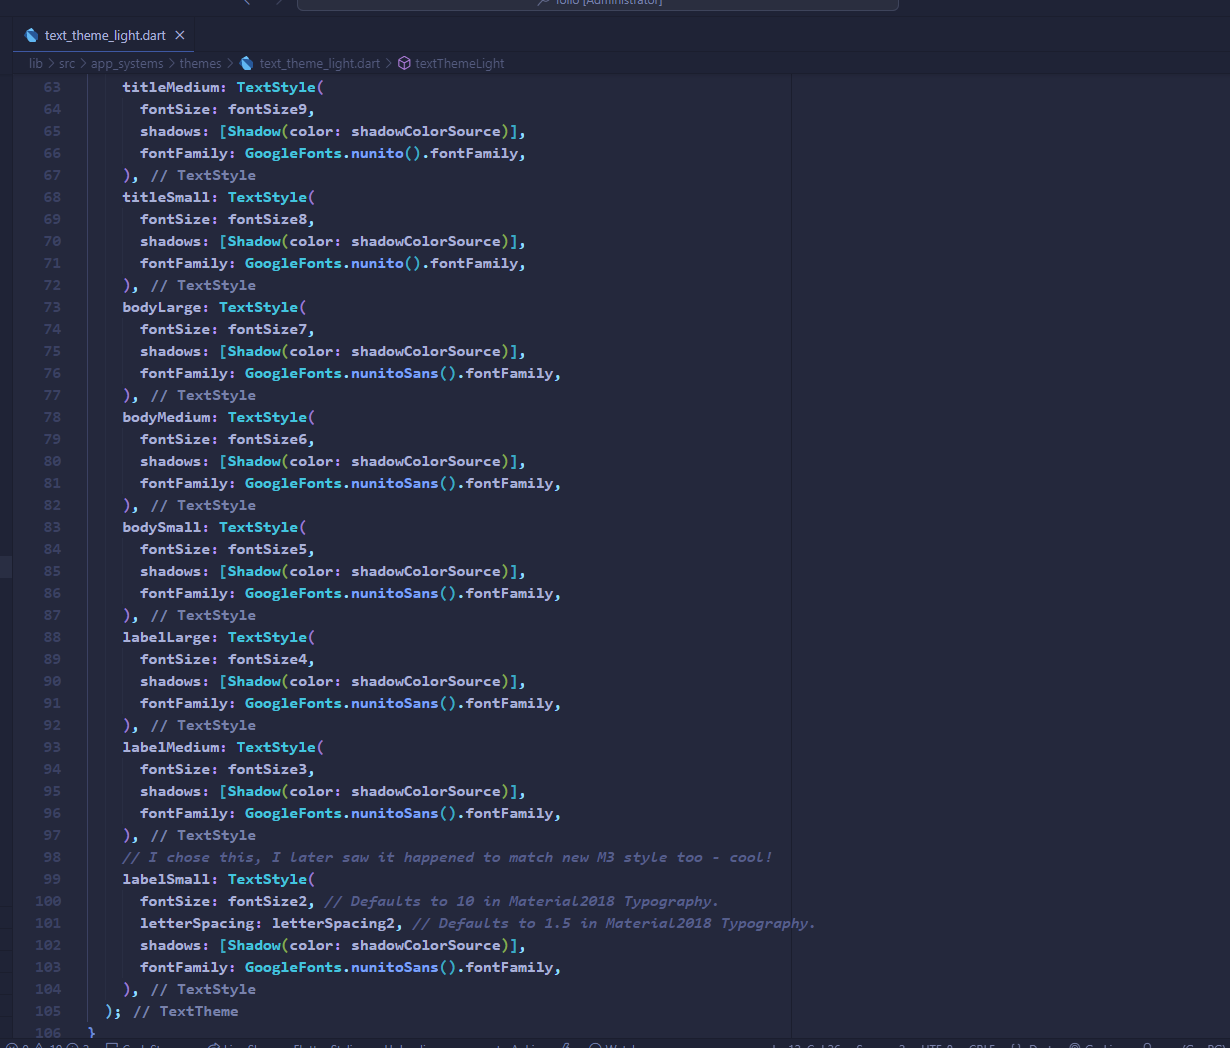 folio [Administrator]
text_theme_light.dart
lib > src > app_systems > themes > text_theme_light.dart > textThemeLight
63 titleMedium: TextStyle(
64 fontSize: fontSize9,
65 shadows: [Shadow(color: shadowColorSource)],
66 fontFamily: GoogleFonts.nunito().fontFamily,
67 ), // TextStyle
68 titleSmall: TextStyle(
69 fontSize: fontSize8,
70 shadows: [Shadow(color: shadowColorSource)],
71 fontFamily: GoogleFonts.nunito().fontFamily,
72 ), // TextStyle
73 bodyLarge: TextStyle(
74 fontSize: fontSize7,
75 shadows: [Shadow(color: shadowColorSource)],
76 fontFamily: GoogleFonts.nunitoSans().fontFamily,
77 ), // TextStyle
78 bodyMedium: TextStyle(
79 fontSize: fontSize6,
80 shadows: [Shadow(color: shadowColorSource)],
81 fontFamily: GoogleFonts.nunitoSans().fontFamily,
82 ), // TextStyle
83 bodySmall: TextStyle(
84 fontSize: fontSize5,
85 shadows: [Shadow(color: shadowColorSource)],
86 fontFamily: GoogleFonts.nunitoSans().fontFamily,
87 ), // TextStyle
88 labelLarge: TextStyle(
89 fontSize: fontSize4,
90 shadows: [Shadow(color: shadowColorSource)],
91 fontFamily: GoogleFonts.nunitoSans().fontFamily,
92 ), // TextStyle
93 labelMedium: TextStyle(
94 fontSize: fontSize3,
95 shadows: [Shadow(color: shadowColorSource)],
96 fontFamily: GoogleFonts.nunitoSans().fontFamily,
97 ), // TextStyle
98 // I chose this, I later saw it happened to match new M3 style too - cool!
99 labelSmall: TextStyle(
100 fontSize: fontSize2, // Defaults to 10 in Material2018 Typography.
101 letterSpacing: letterSpacing2, // Defaults to 1.5 in Material2018 Typography.
102 shadows: [Shadow(color: shadowColorSource)],
103 fontFamily: GoogleFonts.nunitoSans().fontFamily,
104 ), // TextStyle
105 ); // TextTheme
106 }